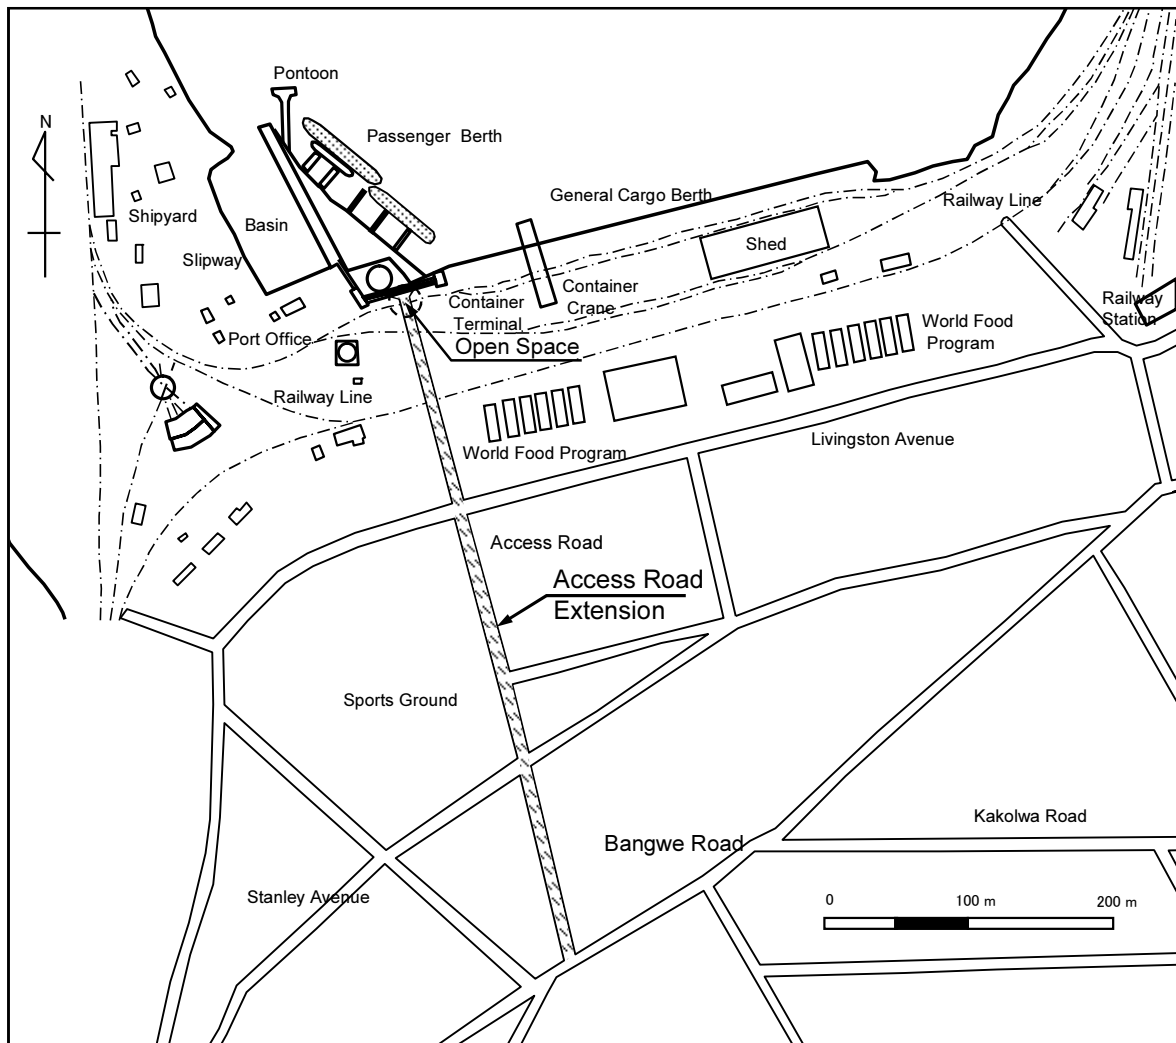 Pontoon
N
Passenger Berth
General Cargo Berth
Railway Line
Shipyard
Basin
Shed
Slipway
Container
Crane
Railway
Station
Container
Terminal
Port Office
Open Space
World Food
Program
Railway Line
Livingston Avenue
World Food Program
Access Road
Access Road
Extension
Sports Ground
Kakolwa Road
Bangwe Road
Stanley Avenue
0 100 m 200 m